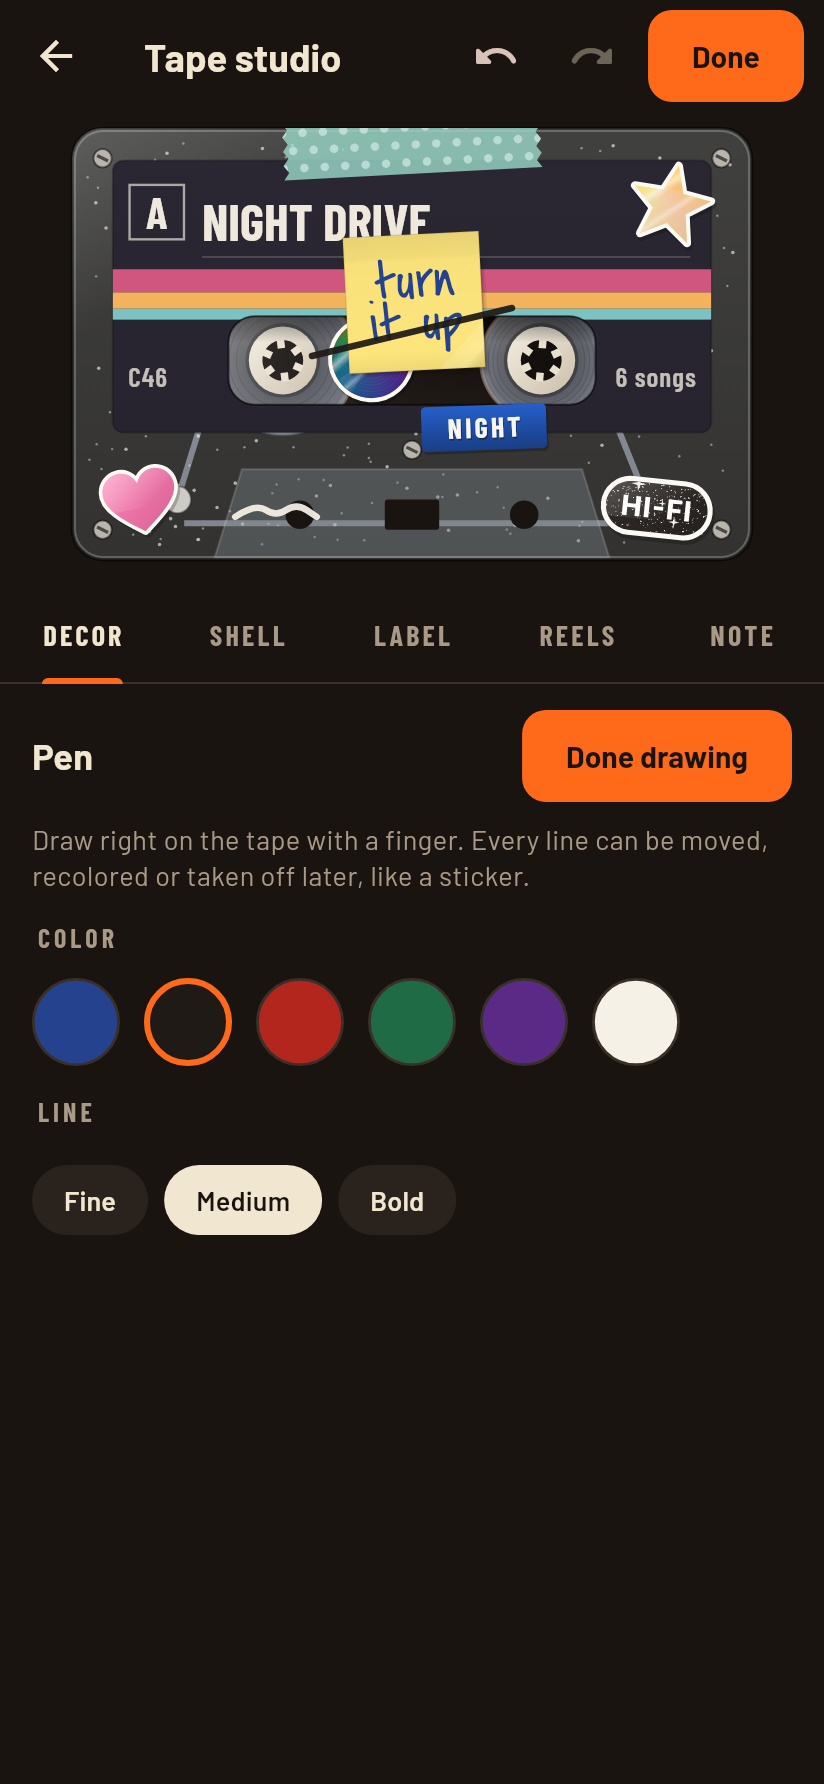 Tape studio
Done
A
NIGHT DRIVE
turn
it up
C46
6 songs
NIGHT
HI-FI
DECOR
SHELL
LABEL
REELS
NOTE
Pen
Done drawing
Draw right on the tape with a finger. Every line can be moved,
recolored or taken off later, like a sticker.
COLOR
LINE
Fine
Medium
Bold